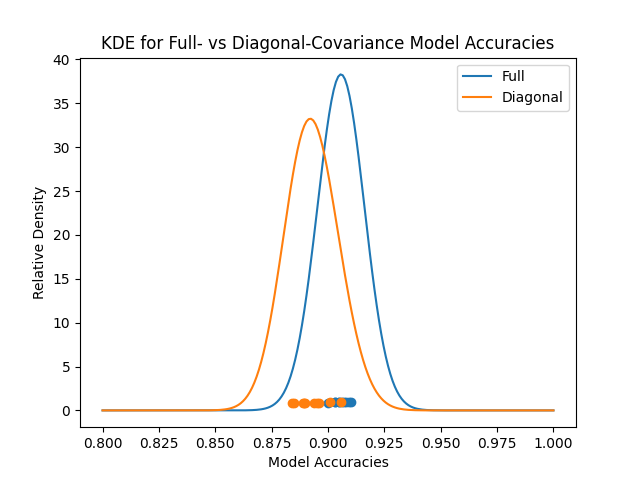 KDE for Full- vs Diagonal-Covariance Model Accuracies
Full
Diagonal
Relative Density
40
35
30
25
20
15
10
5
0
0.800 0.825 0.850 0.875 0.900 0.925 0.950 0.975 1.000
Model Accuracies